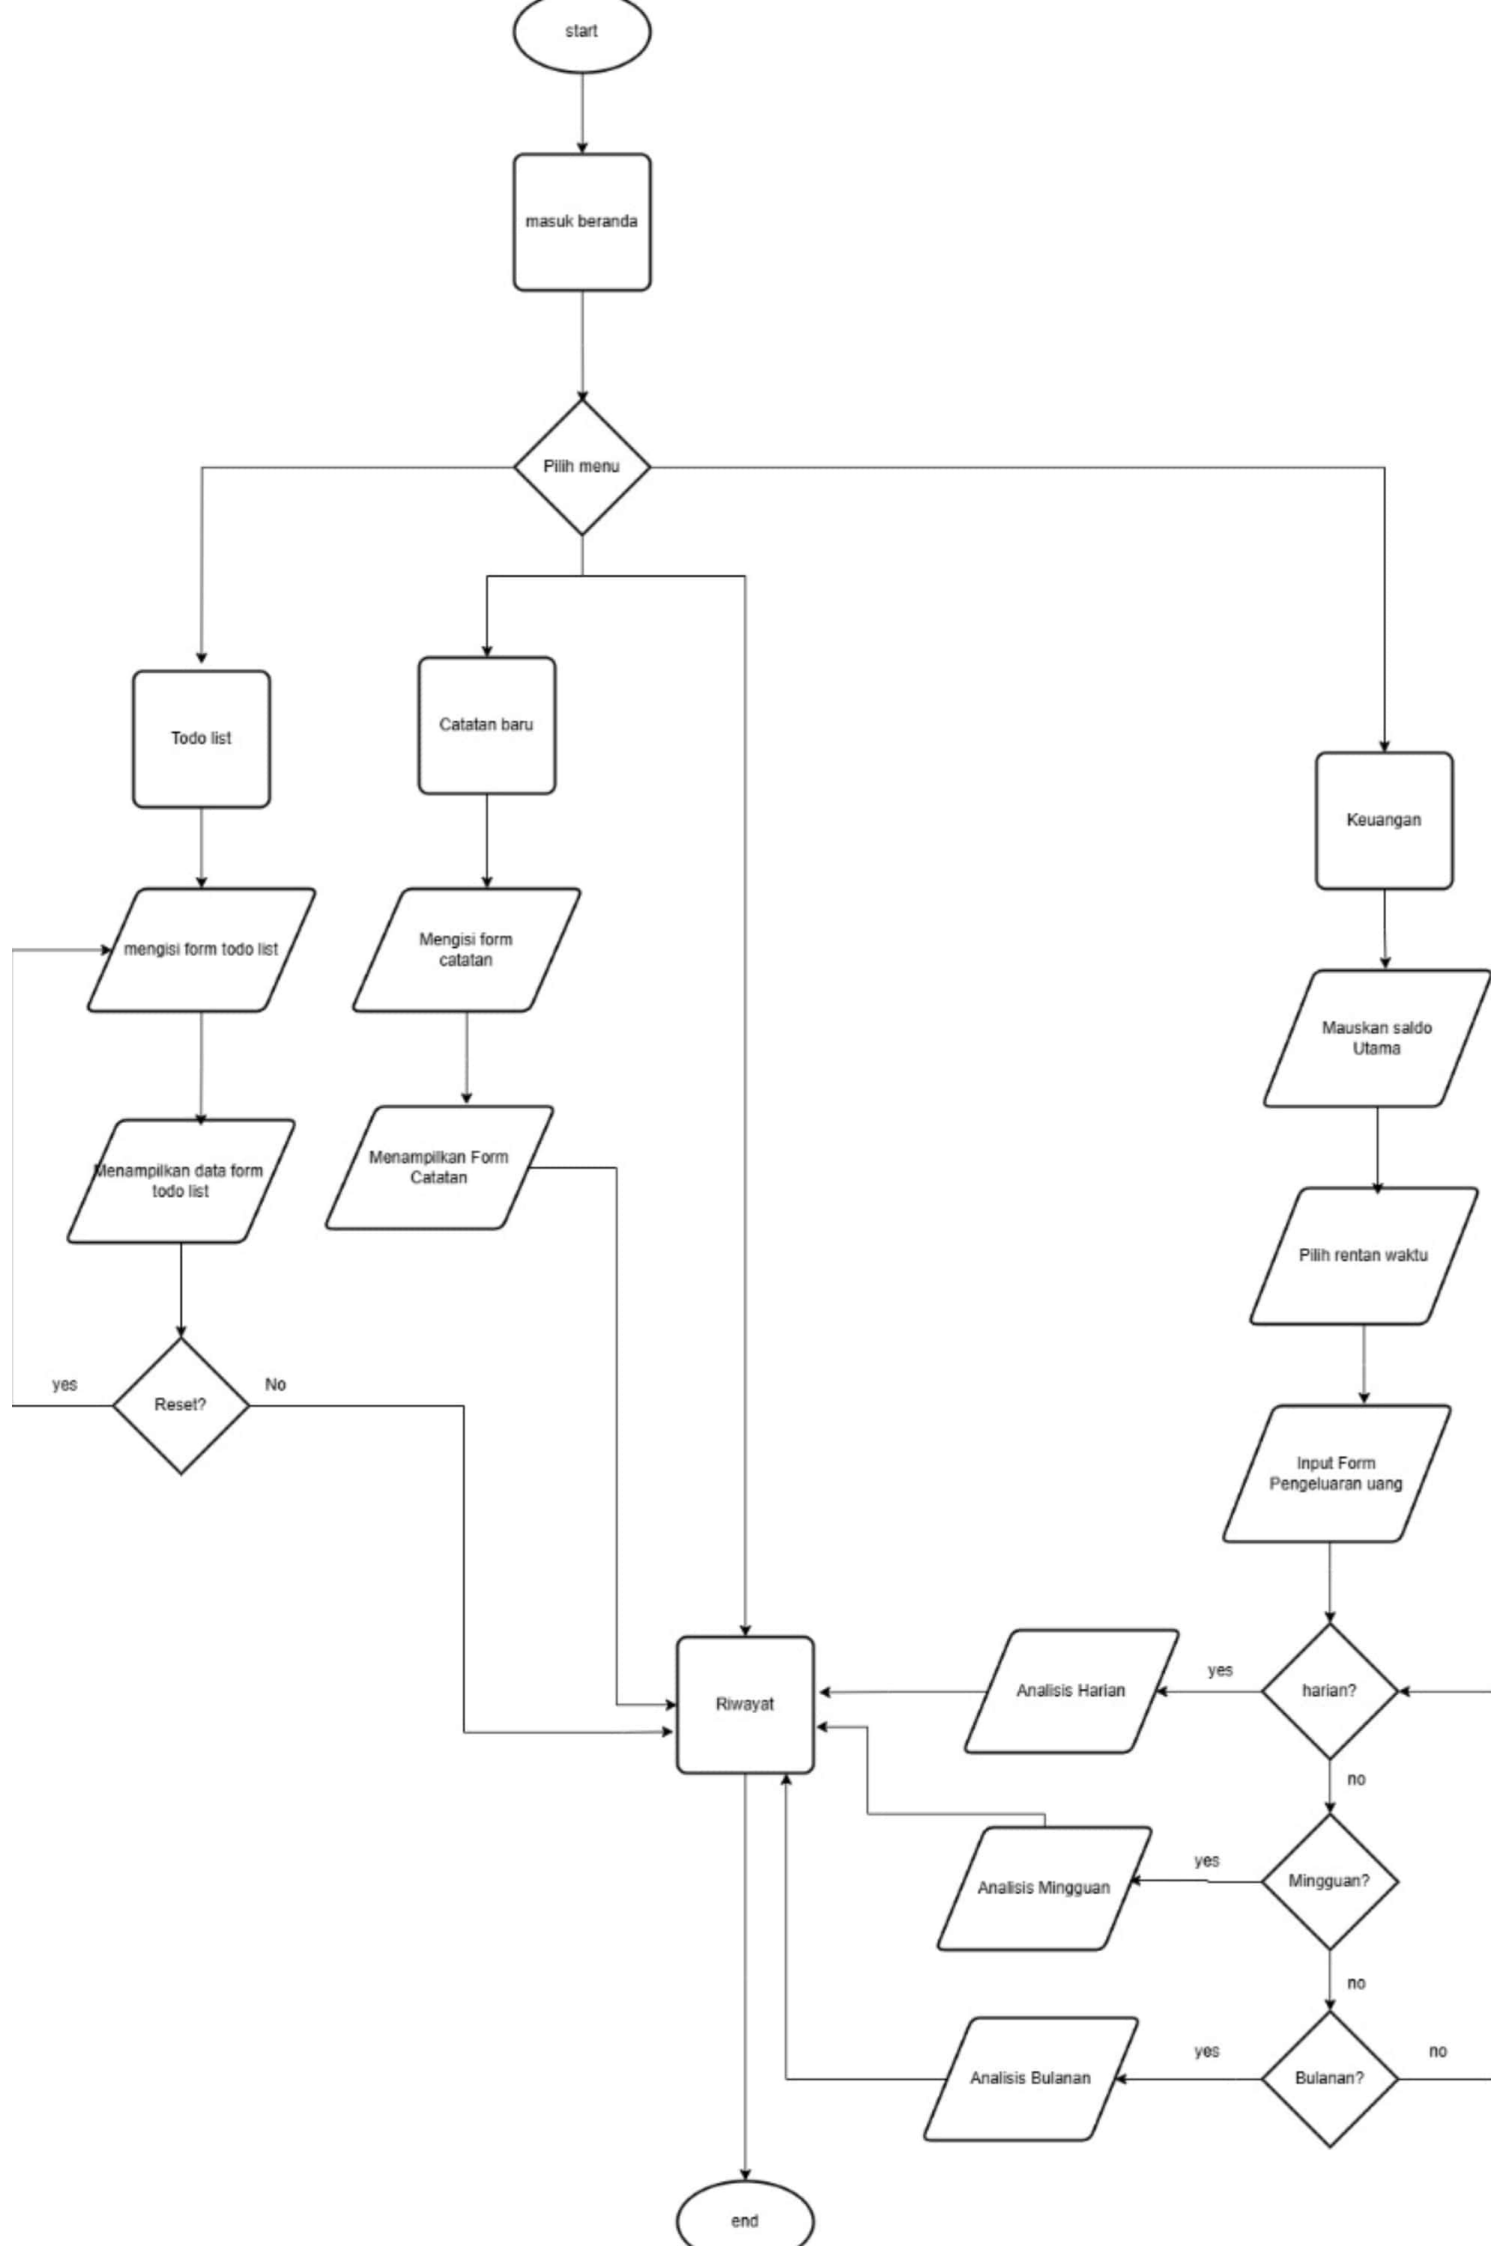 start
masuk beranda
Pilih menu
Todo list
Catatan baru
Keuangan
mengisi form todo list
Mengisi form
catatan
Mauskan saldo
Utama
Menampilkan data form
todo list
Menampilkan Form
Catatan
Pilih rentan waktu
yes
Reset?
No
Input Form
Pengeluaran uang
Riwayat
Analisis Harian
yes
harian?
no
Analisis Mingguan
yes
Mingguan?
no
Analisis Bulanan
yes
Bulanan?
no
end